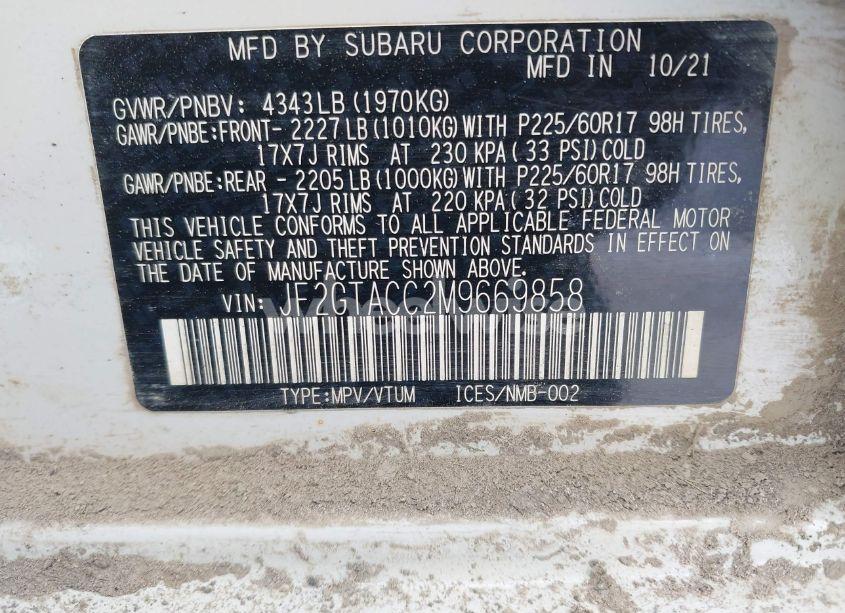 MFD BY SUBARU CORPORATION
MFD IN 10/21
GVWR/PNBV: 4343LB (1970KG)
GAWR/PNBE:FRONT- 2227LB(1010KG)WITH P225/60R17 98H TIRES,
17X7J RIMS AT 230 KPA( 33 PSI)COLD
GAWR/PNBE:REAR - 2205LB(1000KG)WITH P225/60R17 98H TIRES,
17X7J RIMS AT 220 KPA( 32 PSI)COLD
THIS VEHICLE CONFORMS TO ALL APPLICABLE FEDERAL MOTOR
VEHICLE SAFETY AND THEFT PREVENTION STANDARDS IN EFFECT ON
THE DATE OF MANUFACTURE SHOWN ABOVE.
VIN: JF2GTACC2M9669858
TYPE:MPV/VTUM ICES/NMB-002